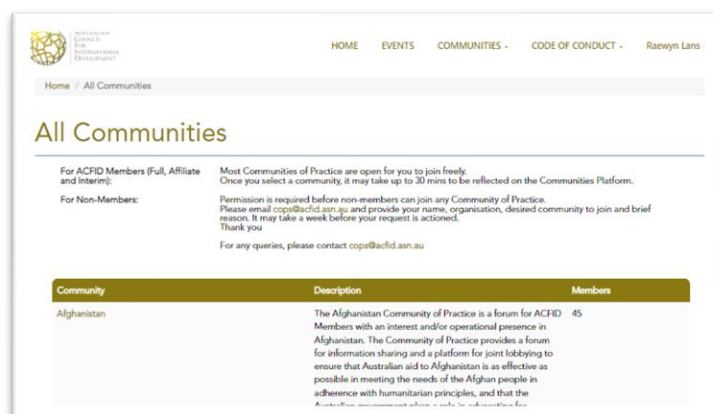 AUSTRALIAN
COUNCIL
FOR
INTERNATIONAL
DEVELOPMENT
HOME EVENTS COMMUNITIES CODE OF CONDUCT Raewyn Lans
Home / All Communities
All Communities
For ACFID Members (Full, Affiliate
and Interim):
Most Communities of Practice are open for you to join freely.
Once you select a community, it may take up to 30 mins to be reflected on the Communities Platform.
For Non-Members:
Permission is required before non-members can join any Community of Practice.
Please email cops@acfid.asn.au and provide your name, organisation, desired community to join and brief
reason. It may take a week before your request is actioned.
Thank you
For any queries, please contact cops@acfid.asn.au
Community Description Members
Afghanistan
The Afghanistan Community of Practice is a forum for ACFID 45
Members with an interest and/or operational presence in
Afghanistan. The Community of Practice provides a forum
for information sharing and a platform for joint lobbying to
ensure that Australian aid to Afghanistan is as effective as
possible in meeting the needs of the Afghan people in
adherence with humanitarian principles, and that the
Australian government plays a role in advocating for